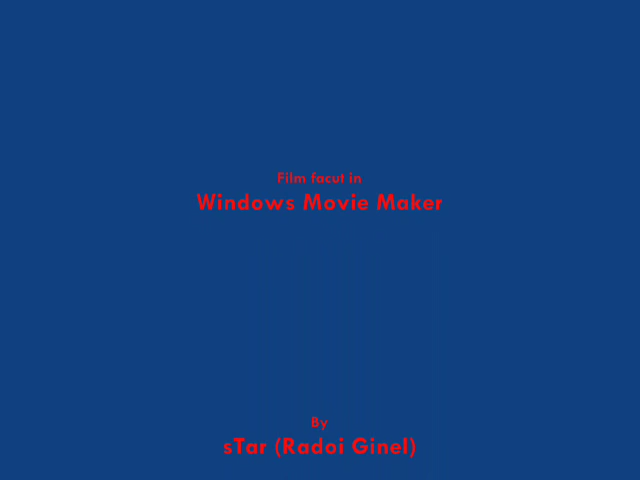 Film facut in
Windows Movie Maker
By
sTar (Radoi Ginel)